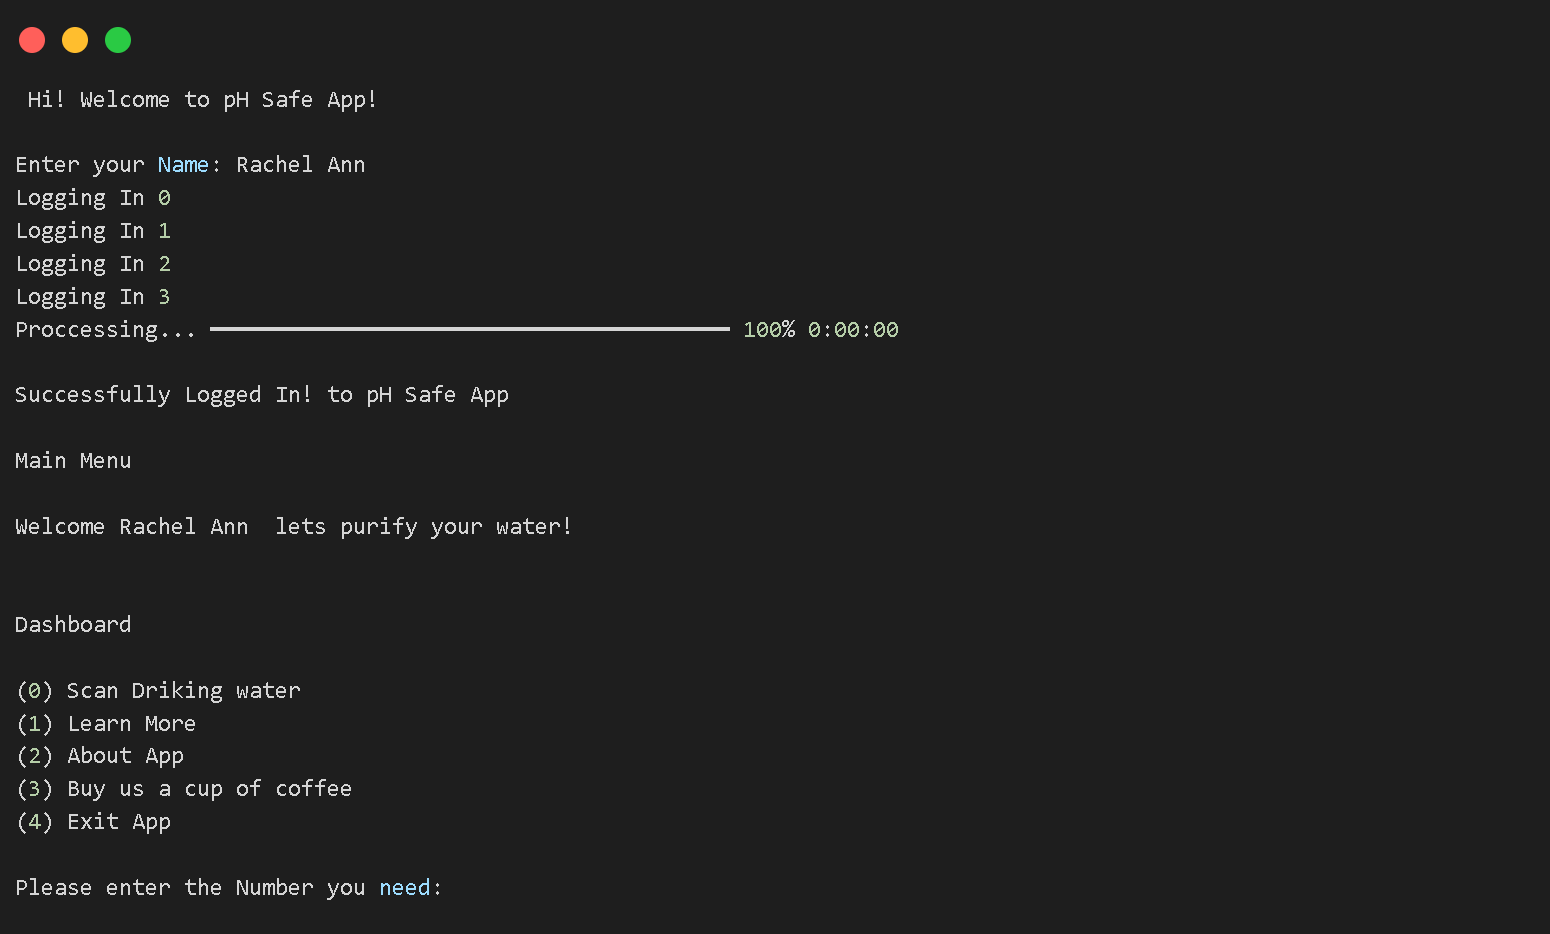 Hi! Welcome to pH Safe App!
Enter your Name: Rachel Ann
Logging In 0
Logging In 1
Logging In 2
Logging In 3
Proccessing... 100% 0:00:00
Successfully Logged In! to pH Safe App
Main Menu
Welcome Rachel Ann  lets purify your water!
Dashboard
(0) Scan Driking water
(1) Learn More
(2) About App
(3) Buy us a cup of coffee
(4) Exit App
Please enter the Number you need: